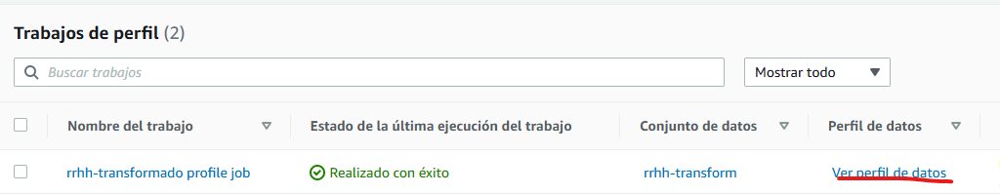 Trabajos de perfil (2)
Buscar trabajos
Mostrar todo
Nombre del trabajo
Estado de la última ejecución del trabajo
Conjunto de datos
Perfil de datos
rrhh-transformado profile job
Realizado con éxito
rrhh-transform
Ver perfil de datos